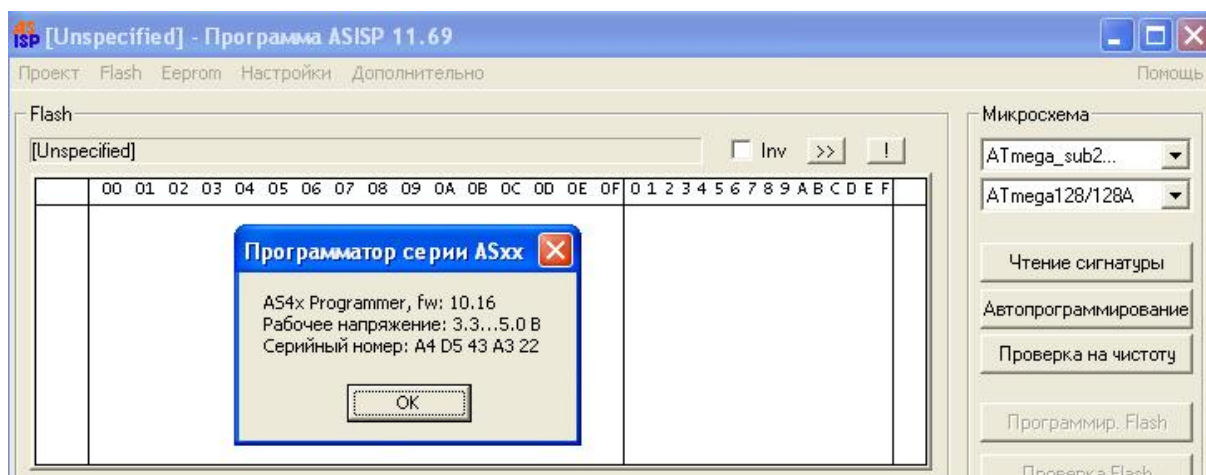 AS ISP [Unspecified] - Программа ASISP 11.69
Проект Flash Eeprom Настройки Дополнительно Помощь
Flash
[Unspecified] Inv >> !
00 01 02 03 04 05 06 07 08 09 0A 0B 0C 0D 0E 0F 0 1 2 3 4 5 6 7 8 9 A B C D E F
Программатор серии ASxx
AS4x Programmer, fw: 10.16
Рабочее напряжение: 3.3...5.0 В
Серийный номер: A4 D5 43 A3 22
OK
Микросхема
ATmega_sub2...
ATmega128/128A
Чтение сигнатуры
Автопрограммирование
Проверка на чистоту
Программир. Flash
Проверка Flash